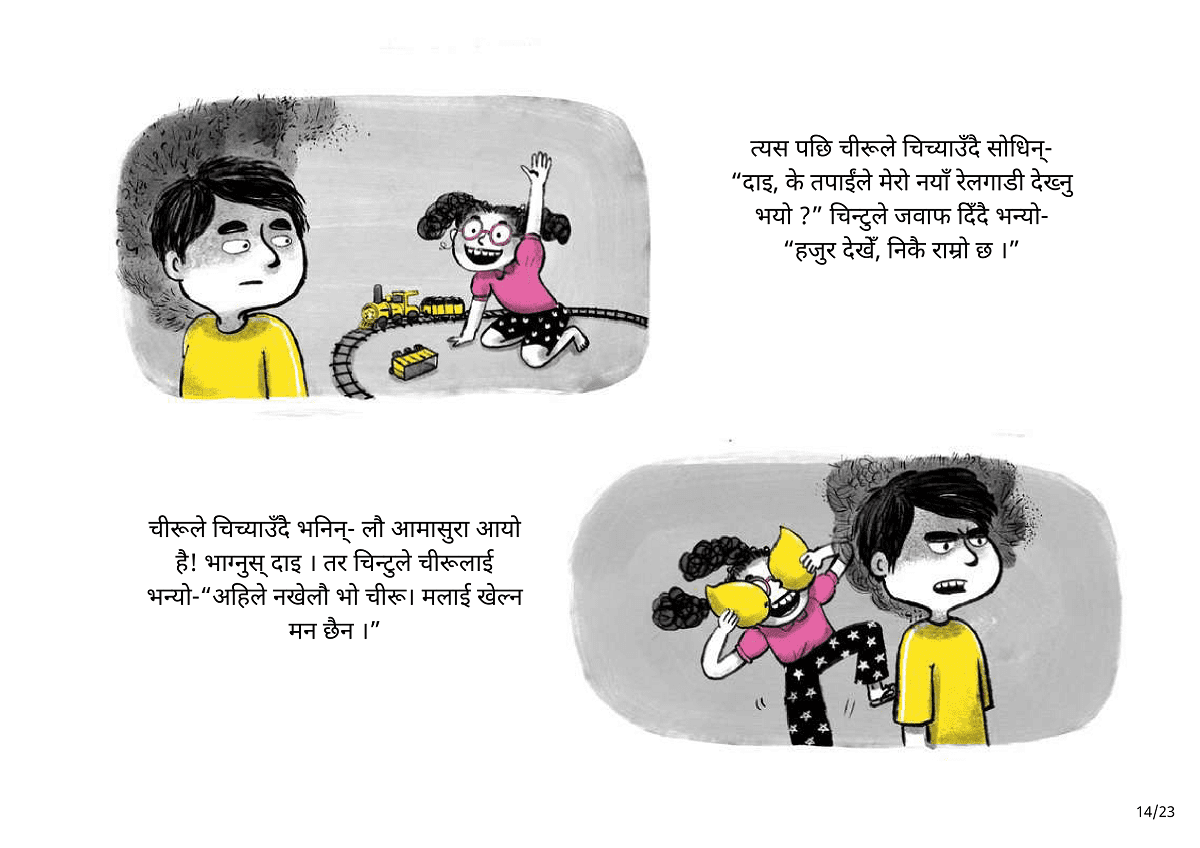 त्यस पछि चीरूले चिच्याउँदै सोधिन्-
“दाइ, के तपाईंले मेरो नयाँ रेलगाडी देख्नु
भयो ?” चिन्टुले जवाफ दिँदै भन्यो-
“हजुर देखेँ, निकै राम्रो छ ।”
चीरूले चिच्याउँदै भनिन्- लौ आमासुरा आयो
है! भाग्नुस् दाइ । तर चिन्टुले चीरूलाई
भन्यो-“अहिले नखेलौ भो चीरू। मलाई खेल्न
मन छैन ।”
14/23